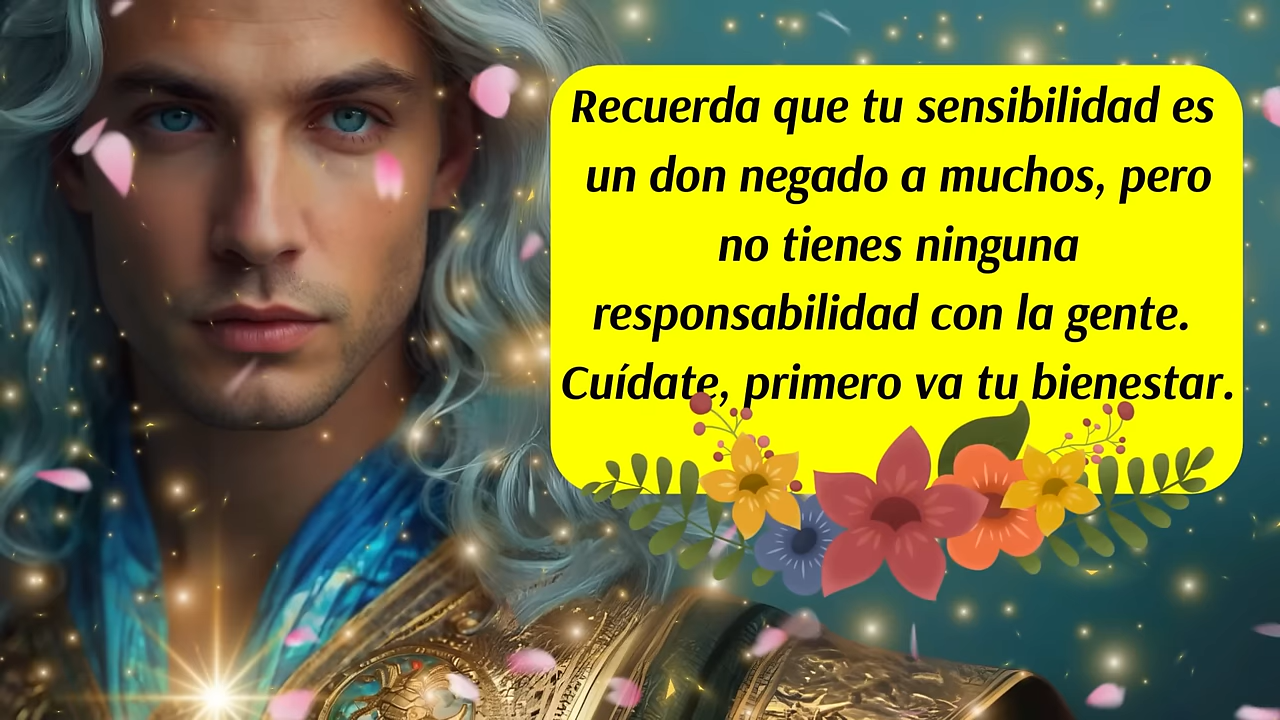 Recuerda que tu sensibilidad es
un don negado a muchos, pero
no tienes ninguna
responsabilidad con la gente.
Cuídate, primero va tu bienestar.